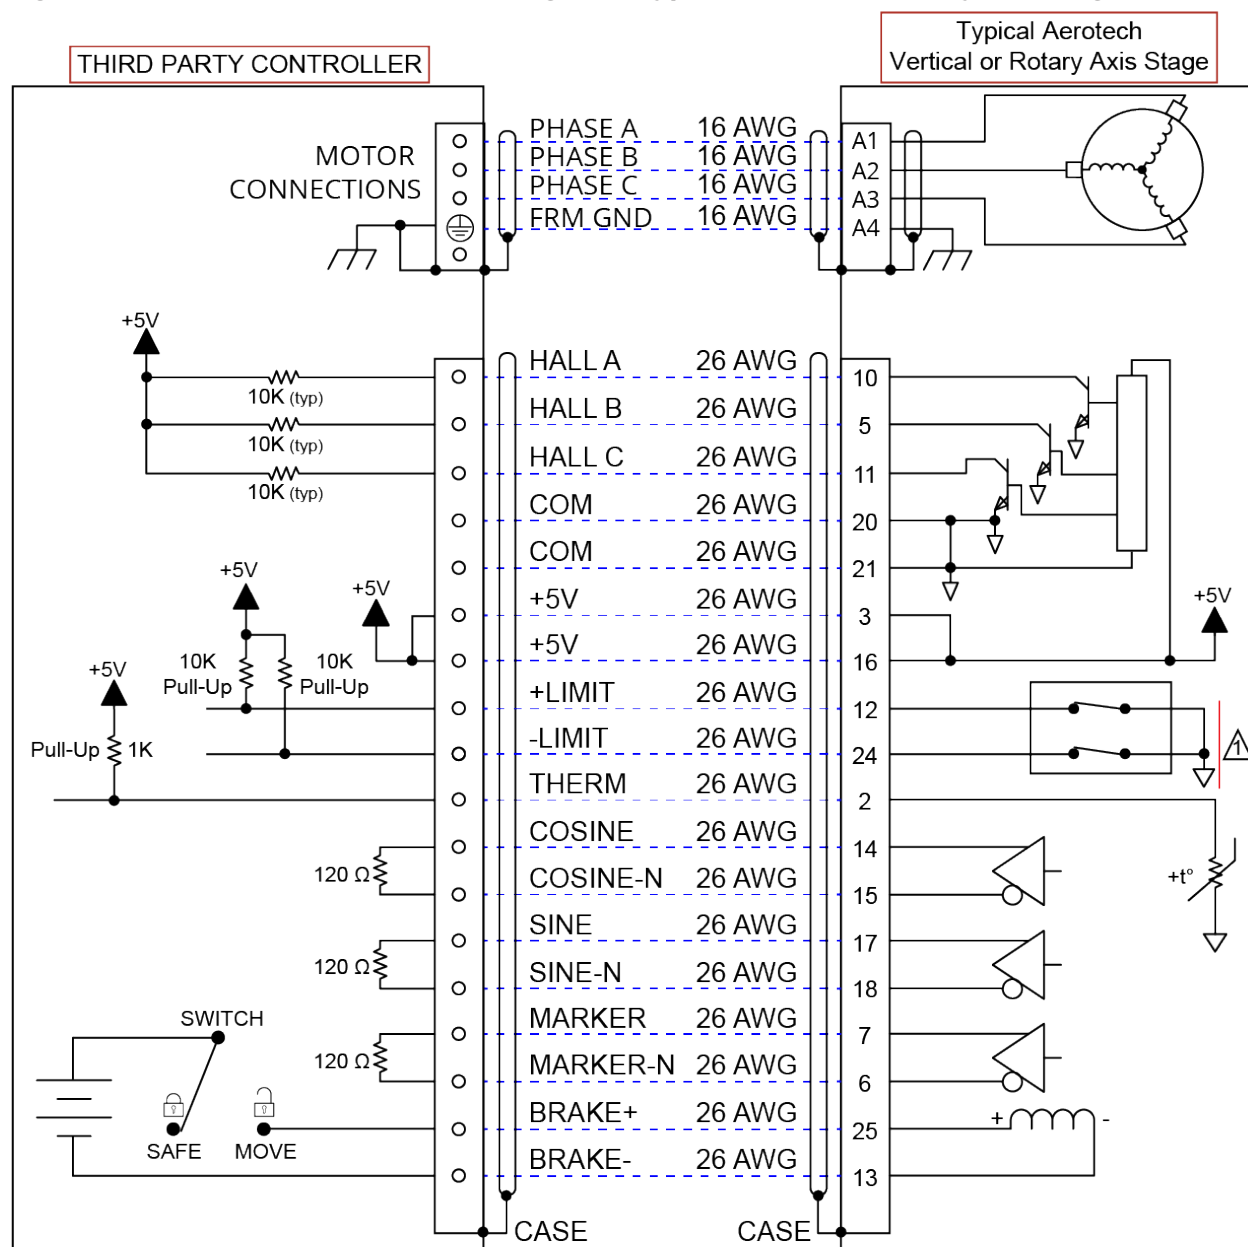 Typical Aerotech
Vertical or Rotary Axis Stage
THIRD PARTY CONTROLLER
MOTOR
CONNECTIONS
PHASE A 16 AWG A1
PHASE B 16 AWG A2
PHASE C 16 AWG A3
FRM GND 16 AWG A4
+5V
10K (typ)
HALL A 26 AWG 10
10K (typ)
HALL B 26 AWG 5
10K (typ)
HALL C 26 AWG 11
COM 26 AWG 20
COM 26 AWG 21
+5V
+5V
+5V 26 AWG 3
+5V
+5V 26 AWG 16
10K
Pull-Up
10K
Pull-Up
+5V
+LIMIT 26 AWG 12
Pull-Up 1K
-LIMIT 26 AWG 24
1
THERM 26 AWG 2
+t°
120 Ω
COSINE 26 AWG 14
COSINE-N 26 AWG 15
120 Ω
SINE 26 AWG 17
SINE-N 26 AWG 18
120 Ω
MARKER 26 AWG 7
MARKER-N 26 AWG 6
SWITCH
SAFE
MOVE
BRAKE+ 26 AWG 25
+ -
BRAKE- 26 AWG 13
CASE CASE